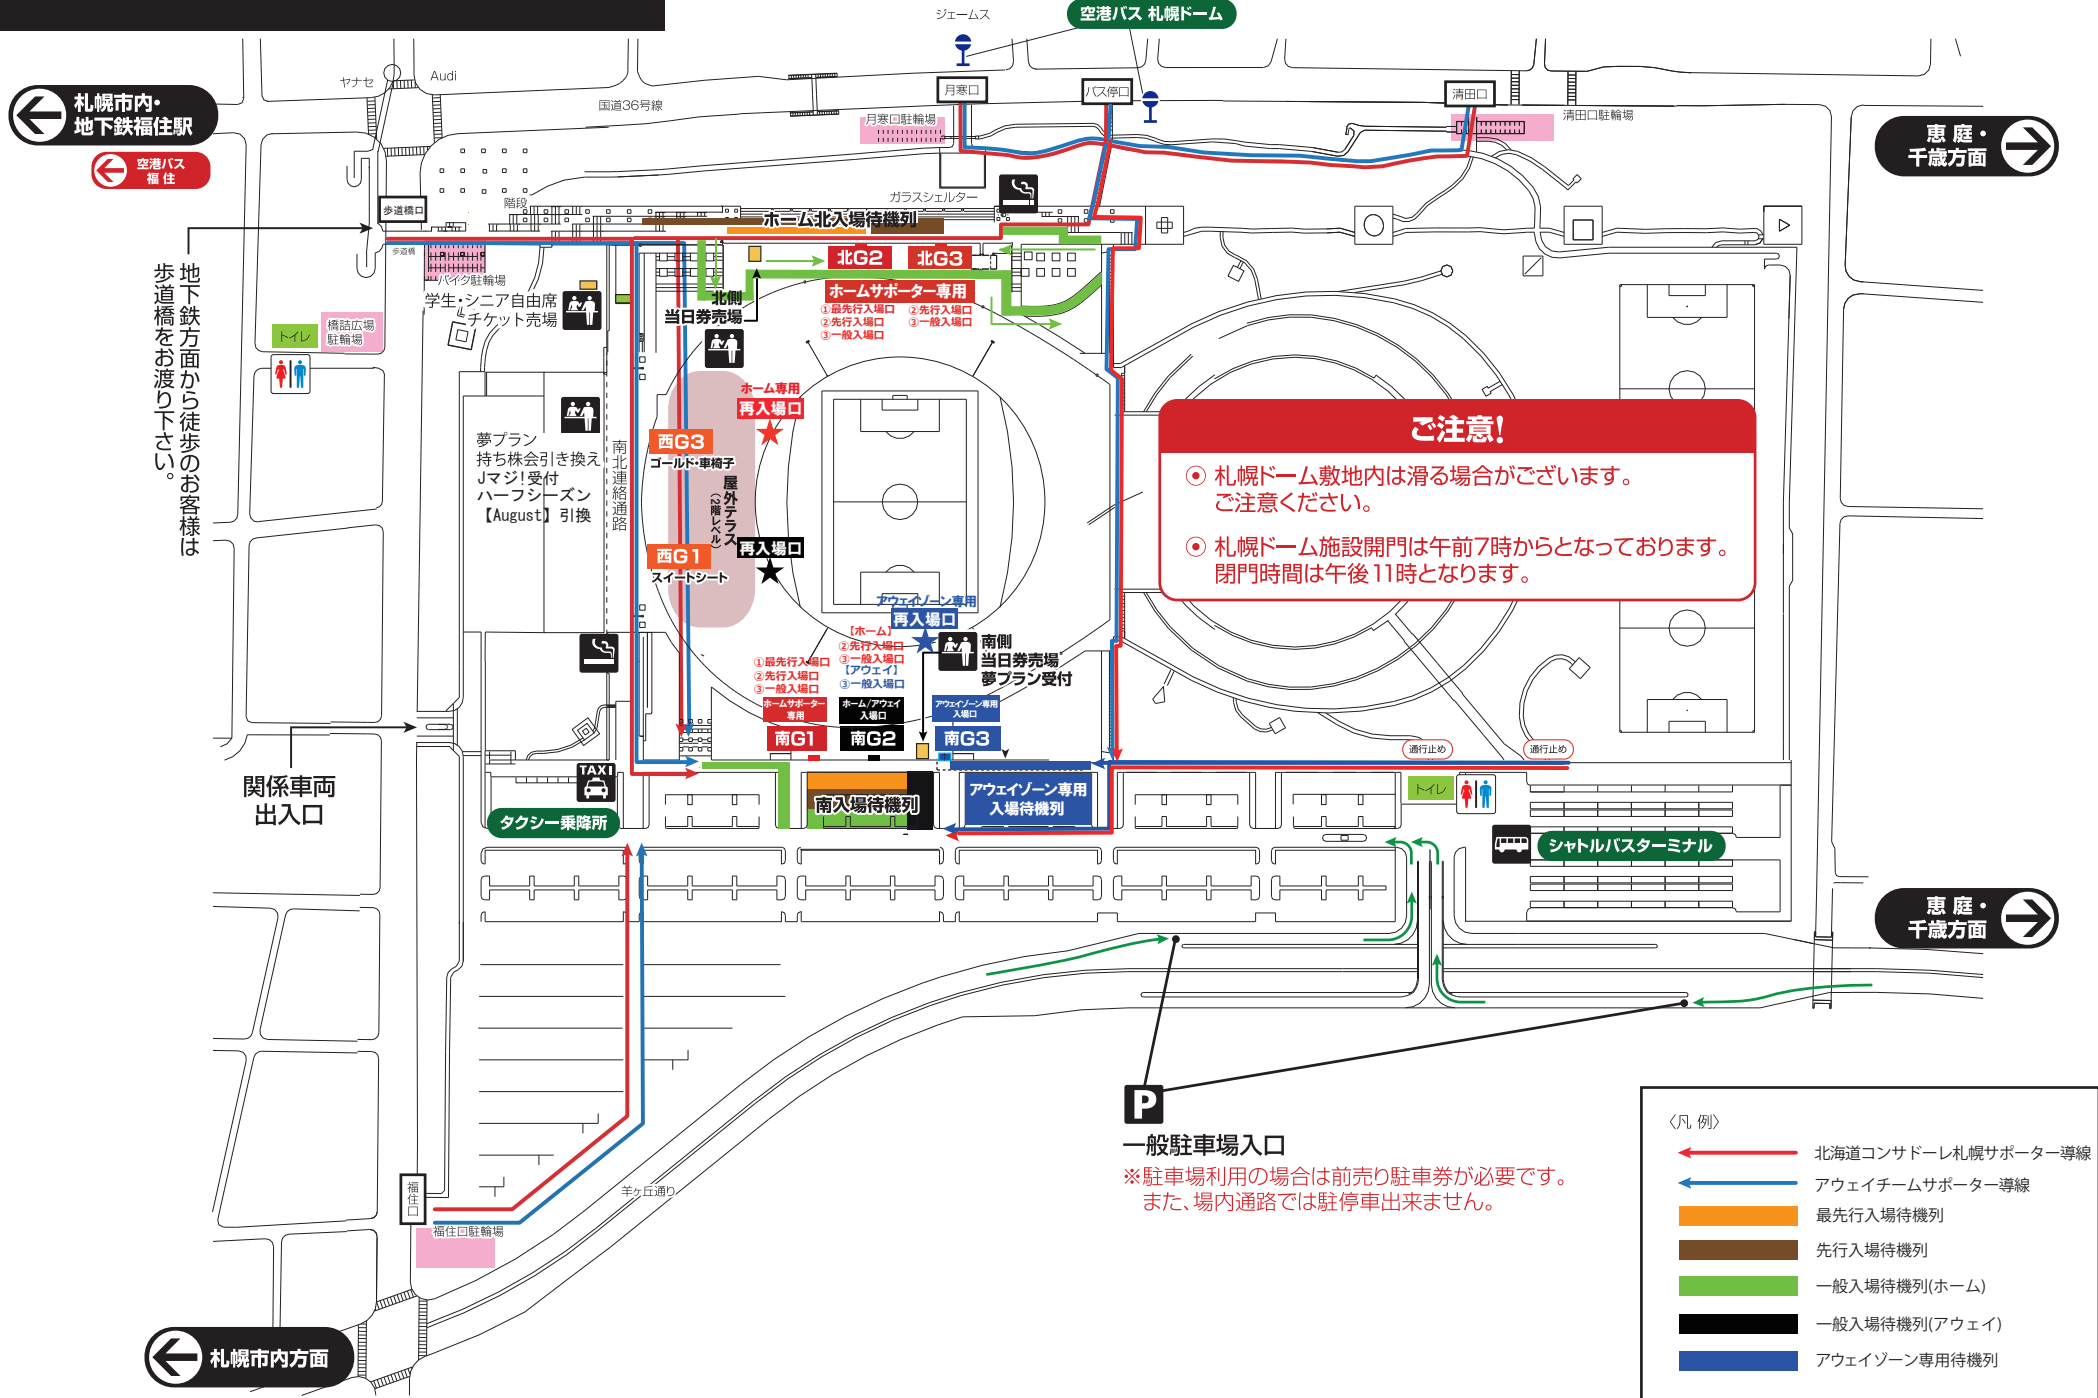 ジェームス
空港バス 札幌ドーム
ヤナセ
Audi
国道36号線
月寒口
バス停口
清田口
札幌市内・
地下鉄福住駅
空港バス
福 住
月寒口駐輪場
清田口駐輪場
恵 庭・
千歳方面
歩道橋口
階段
ガラスシェルター
ホーム北入場待機列
歩道橋
バイク駐輪場
地下鉄方面から徒歩のお客様は
歩道橋をお渡り下さい。
トイレ
橋詰広場
駐輪場
学生・シニア自由席
チケット売場
北側
当日券売場
北G2
北G3
ホームサポーター専用
①最先行入場口
②先行入場口
③一般入場口
②先行入場口
③一般入場口
夢プラン
持ち株会引き換え
Jマジ!受付
ハーフシーズン
【August】引換
南北連絡通路
ホーム専用
再入場口
西G3
ゴールド・車椅子
屋外テラス
(2階レベル)
再入場口
西G1
スイートシート
ご注意!
札幌ドーム敷地内は滑る場合がございます。
ご注意ください。
札幌ドーム施設開門は午前7時からとなっております。
閉門時間は午後11時となります。
アウェイゾーン専用
再入場口
【ホーム】
②先行入場口
③一般入場口
【アウェイ】
③一般入場口
①最先行入場口
②先行入場口
③一般入場口
南側
当日券売場
夢プラン受付
ホームサポーター
専用
南G1
ホーム/アウェイ
入場口
南G2
アウェイゾーン専用
入場口
南G3
関係車両
出入口
TAXI
タクシー乗降所
南入場待機列
アウェイゾーン専用
入場待機列
通行止め
通行止め
トイレ
シャトルバスターミナル
恵 庭・
千歳方面
P
一般駐車場入口
※駐車場利用の場合は前売り駐車券が必要です。
また、場内通路では駐停車出来ません。
福住口
福住口駐輪場
羊ヶ丘通り
札幌市内方面
〈凡 例〉
北海道コンサドーレ札幌サポーター導線
アウェイチームサポーター導線
最先行入場待機列
先行入場待機列
一般入場待機列(ホーム)
一般入場待機列(アウェイ)
アウェイゾーン専用待機列